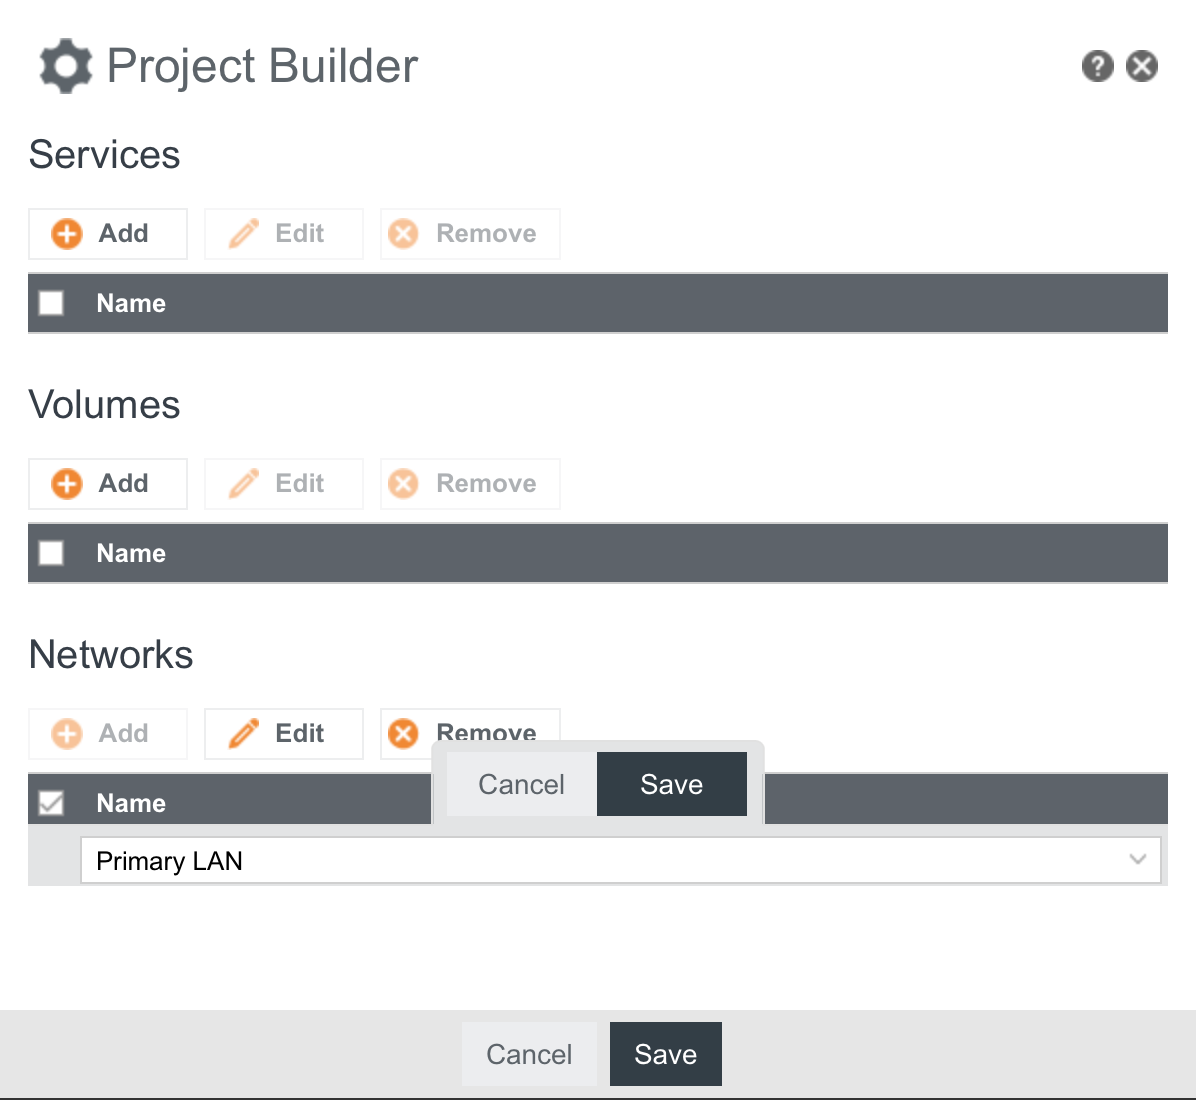 Project Builder
Services
Add Edit Remove
Name
Volumes
Add Edit Remove
Name
Networks
Add Edit Remove
Cancel Save
Name
Primary LAN
Cancel Save